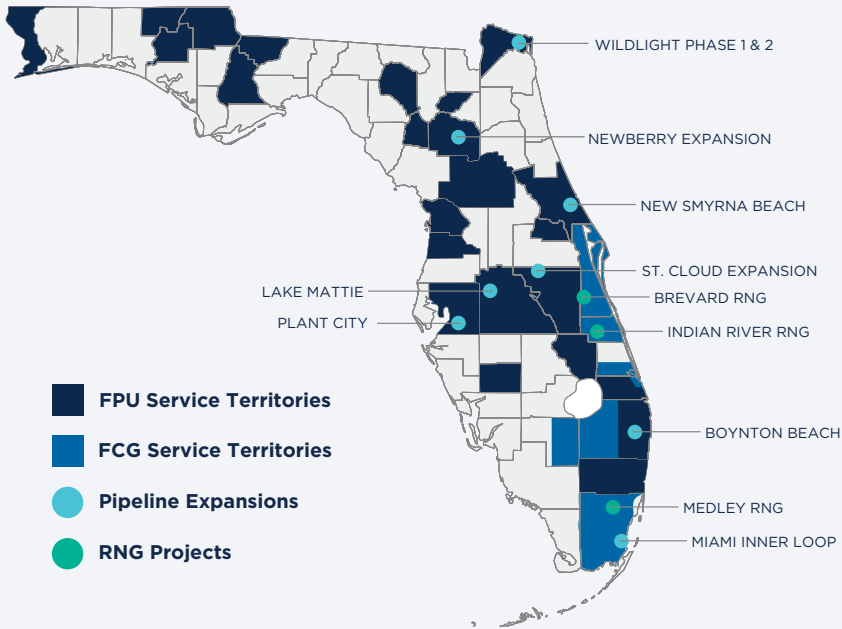 WILDLIGHT PHASE 1 & 2
NEWBERRY EXPANSION
NEW SMYRNA BEACH
ST. CLOUD EXPANSION
LAKE MATTIE
BREVARD RNG
PLANT CITY
INDIAN RIVER RNG
FPU Service Territories
FCG Service Territories
BOYNTON BEACH
Pipeline Expansions
MEDLEY RNG
MIAMI INNER LOOP
RNG Projects